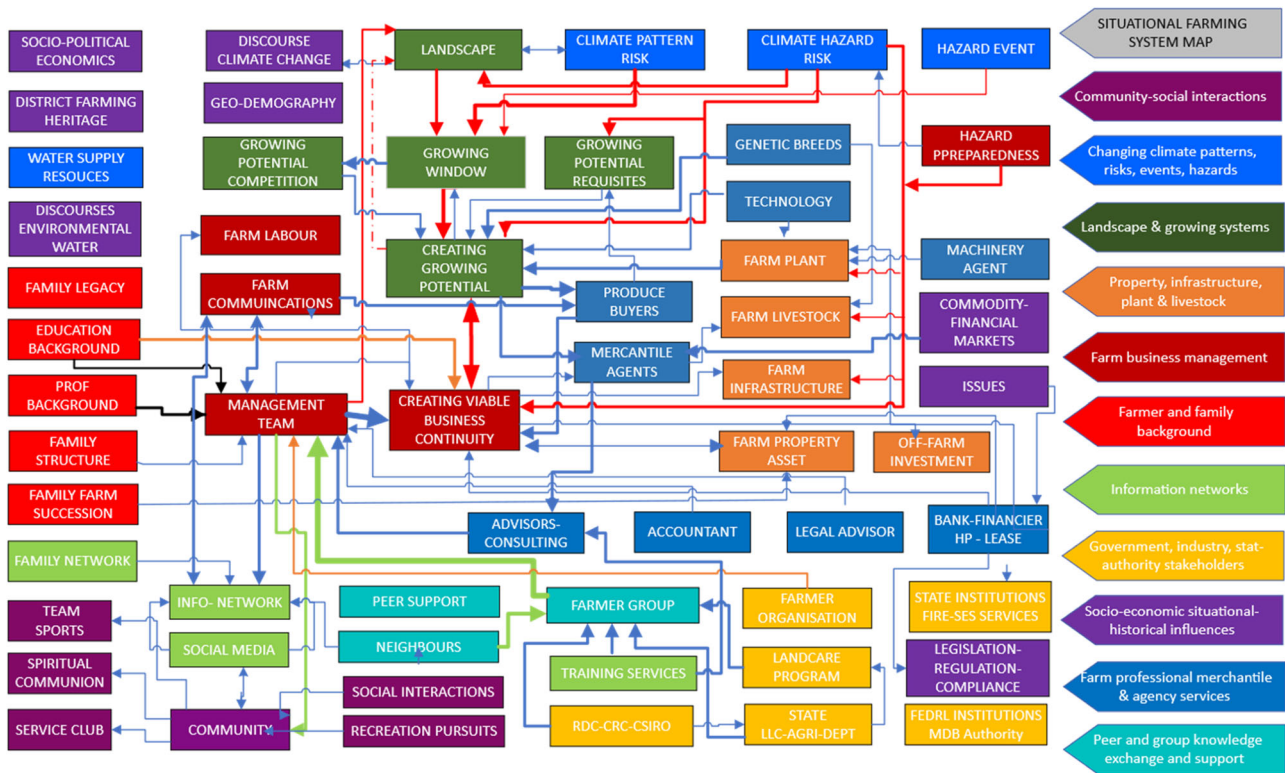 SOCIO-POLITICAL
ECONOMICS
DISCOURSE
CLIMATE CHANGE
LANDSCAPE
CLIMATE PATTERN
RISK
CLIMATE HAZARD
RISK
HAZARD EVENT
SITUATIONAL FARMING
SYSTEM MAP
DISTRICT FARMING
HERITAGE
GEO-DEMOGRAPHY
Community-social interactions
WATER SUPPLY
RESOUCES
GROWING
POTENTIAL
COMPETITION
GROWING
WINDOW
GROWING
POTENTIAL
REQUISITES
GENETIC BREEDS
HAZARD
PPREPAREDNESS
Changing climate patterns,
risks, events, hazards
DISCOURSES
ENVIRONMENTAL
WATER
FARM LABOUR
CREATING
GROWING
POTENTIAL
TECHNOLOGY
Landscape & growing systems
FARM PLANT
MACHINERY
AGENT
FAMILY LEGACY
FARM
COMMUINCATIONS
PRODUCE
BUYERS
FARM LIVESTOCK
COMMODITY-
FINANCIAL
MARKETS
Property, infrastructure,
plant & livestock
EDUCATION
BACKGROUND
MERCANTILE
AGENTS
FARM
INFRASTRUCTURE
ISSUES
Farm business management
PROF
BACKGROUND
MANAGEMENT
TEAM
CREATING VIABLE
BUSINESS
CONTINUITY
FAMILY
STRUCTURE
FARM PROPERTY
ASSET
OFF-FARM
INVESTMENT
Farmer and family
background
FAMILY FARM
SUCCESSION
ADVISORS-
CONSULTING
ACCOUNTANT
LEGAL ADVISOR
BANK-FINANCIER
HP - LEASE
Information networks
FAMILY NETWORK
INFO- NETWORK
PEER SUPPORT
FARMER GROUP
FARMER
ORGANISATION
STATE INSTITUTIONS
FIRE-SES SERVICES
Government, industry, stat-
authority stakeholders
TEAM
SPORTS
SOCIAL MEDIA
NEIGHBOURS
TRAINING SERVICES
LANDCARE
PROGRAM
LEGISLATION-
REGULATION-
COMPLIANCE
Socio-economic situational-
historical influences
SPIRITUAL
COMMUNION
SOCIAL INTERACTIONS
Farm professional merchantile
& agency services
SERVICE CLUB
COMMUNITY
RECREATION PURSUITS
RDC-CRC-CSIRO
STATE
LLC-AGRI-DEPT
FEDRL INSTITUTIONS
MDB Authority
Peer and group knowledge
exchange and support